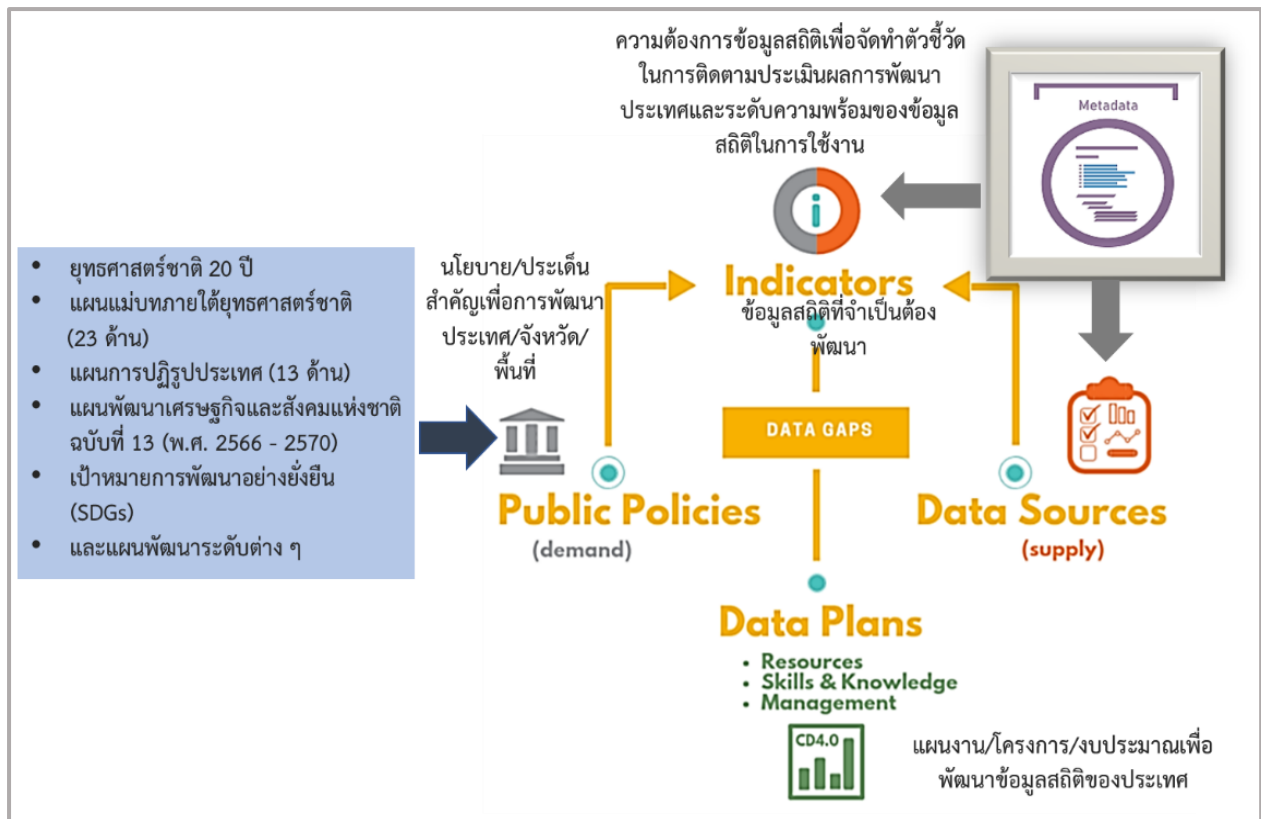 ความต้องการข้อมูลสถิติเพื่อจัดทำตัวชี้วัด
ในการติดตามประเมินผลการพัฒนา
ประเทศและระดับความพร้อมของข้อมูล
สถิติในการใช้งาน
Metadata
• ยุทธศาสตร์ชาติ 20 ปี
• แผนแม่บทภายใต้ยุทธศาสตร์ชาติ
(23 ด้าน)
• แผนการปฏิรูปประเทศ (13 ด้าน)
• แผนพัฒนาเศรษฐกิจและสังคมแห่งชาติ
ฉบับที่ 13 (พ.ศ. 2566 - 2570)
• เป้าหมายการพัฒนาอย่างยั่งยืน
(SDGs)
• และแผนพัฒนาระดับต่าง ๆ
นโยบาย/ประเด็น
สำคัญเพื่อการพัฒนา
ประเทศ/จังหวัด/
พื้นที่
i
Indicators
ข้อมูลสถิติที่จำเป็นต้อง
พัฒนา
DATA GAPS
Public Policies
(demand)
Data Sources
(supply)
Data Plans
• Resources
• Skills & Knowledge
• Management
CD4.0
แผนงาน/โครงการ/งบประมาณเพื่อ
พัฒนาข้อมูลสถิติของประเทศ